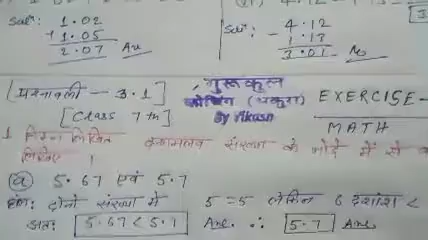 Sol:- 1.02
+ 1.05
2.07 Ans
Sol:- 4.12
- 1.13
3.01
[प्रश्नावली - 3.1]
[Class 7th]
गुरूकुल
कोचिंग (चकुरा)
By Vikash
EXERCISE-
MATH
1 निम्न लिखित दशमलव संख्या के जोड़े में से
लिखिए
(a) 5.67 एवं 5.7
हल: दोनों संख्या में 5 = 5 लेकिन 6 दशांश <
अतः 5.67 < 5.7 Ans. ∴ 5.7 Ans